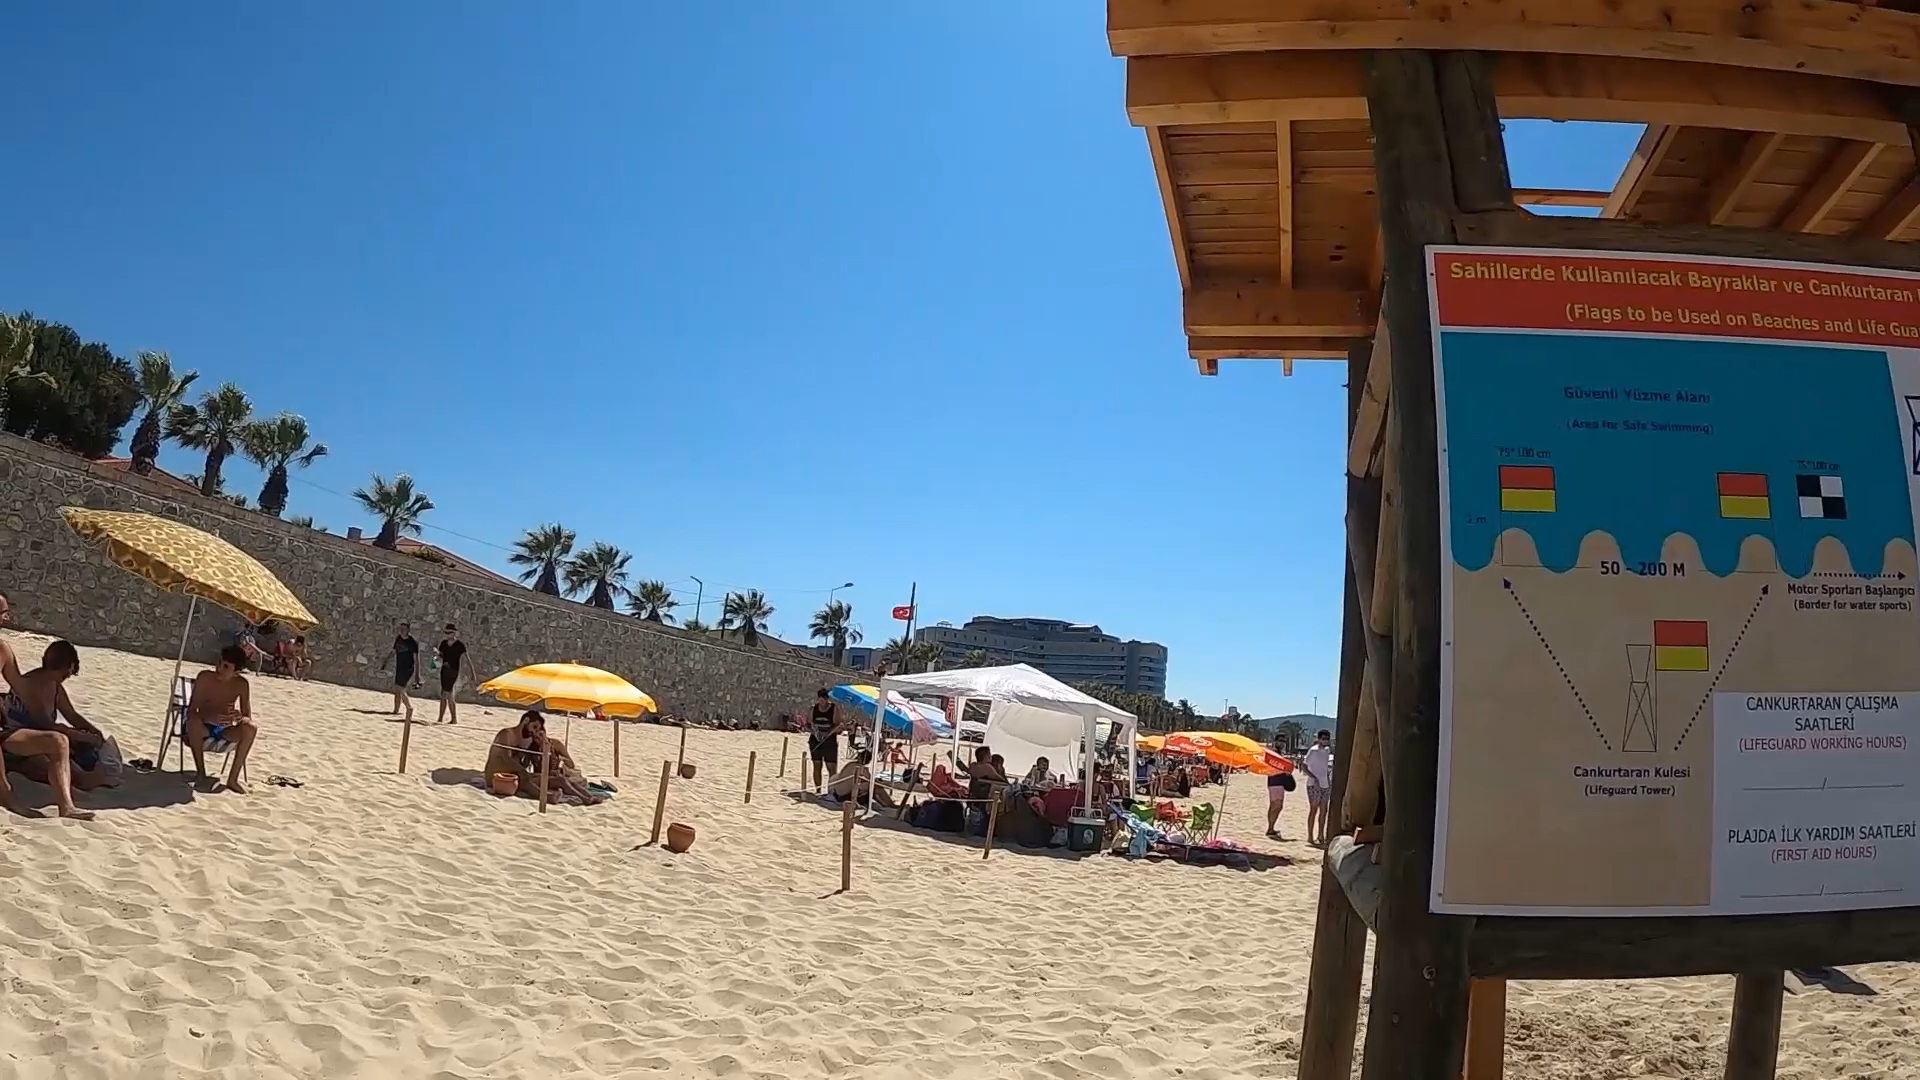 Sahillerde Kullanılacak Bayraklar ve Cankurtaran
(Flags to be Used on Beaches and Life
Güvenli Yüzme Alanı
(Area for Safe Swimming)
75*100 cm
75*100 cm
2 m
50 - 200 M
Motor Sporları Başlangıcı
(Border for water sports)
Cankurtaran Kulesi
(Lifeguard Tower)
CANKURTARAN ÇALIŞMA
SAATLERİ
(LIFEGUARD WORKİNG HOURS)
PLAJDA İLK YARDIM SAATLERİ
(FIRST AID HOURS)